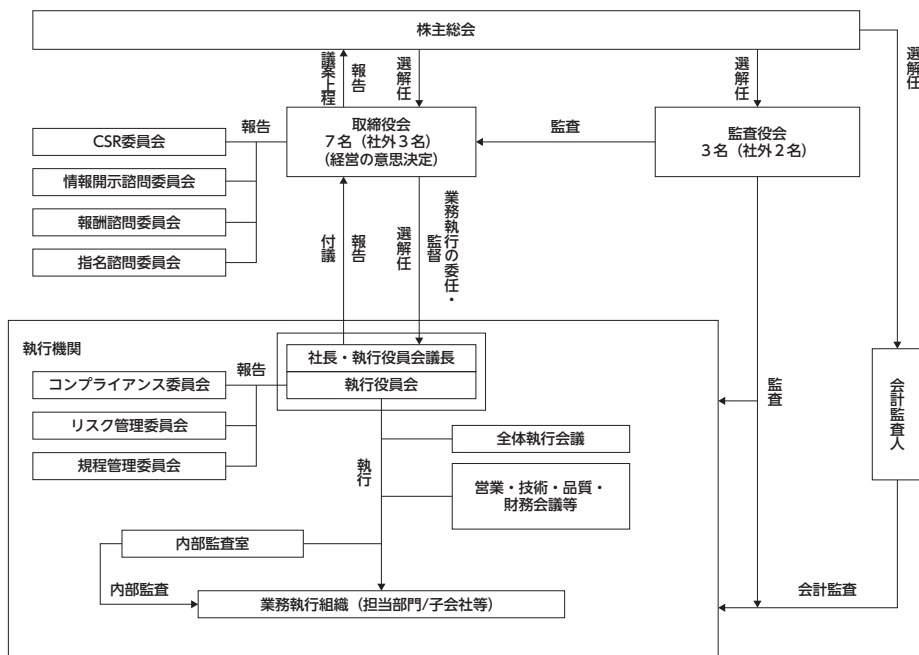 株主総会
議案上程
報告
選解任
選解任
選解任
取締役会
7名（社外3名）
（経営の意思決定）
監査
監査役会
3名（社外2名）
報告
CSR委員会
情報開示諮問委員会
報酬諮問委員会
指名諮問委員会
付議
報告
選解任
業務執行の委任・
監督
執行機関
社長・執行役員会議長
執行役員会
報告
コンプライアンス委員会
リスク管理委員会
規程管理委員会
監査
会計監査人
全体執行会議
執行
営業・技術・品質・
財務会議等
内部監査室
内部監査
業務執行組織（担当部門/子会社等）
会計監査